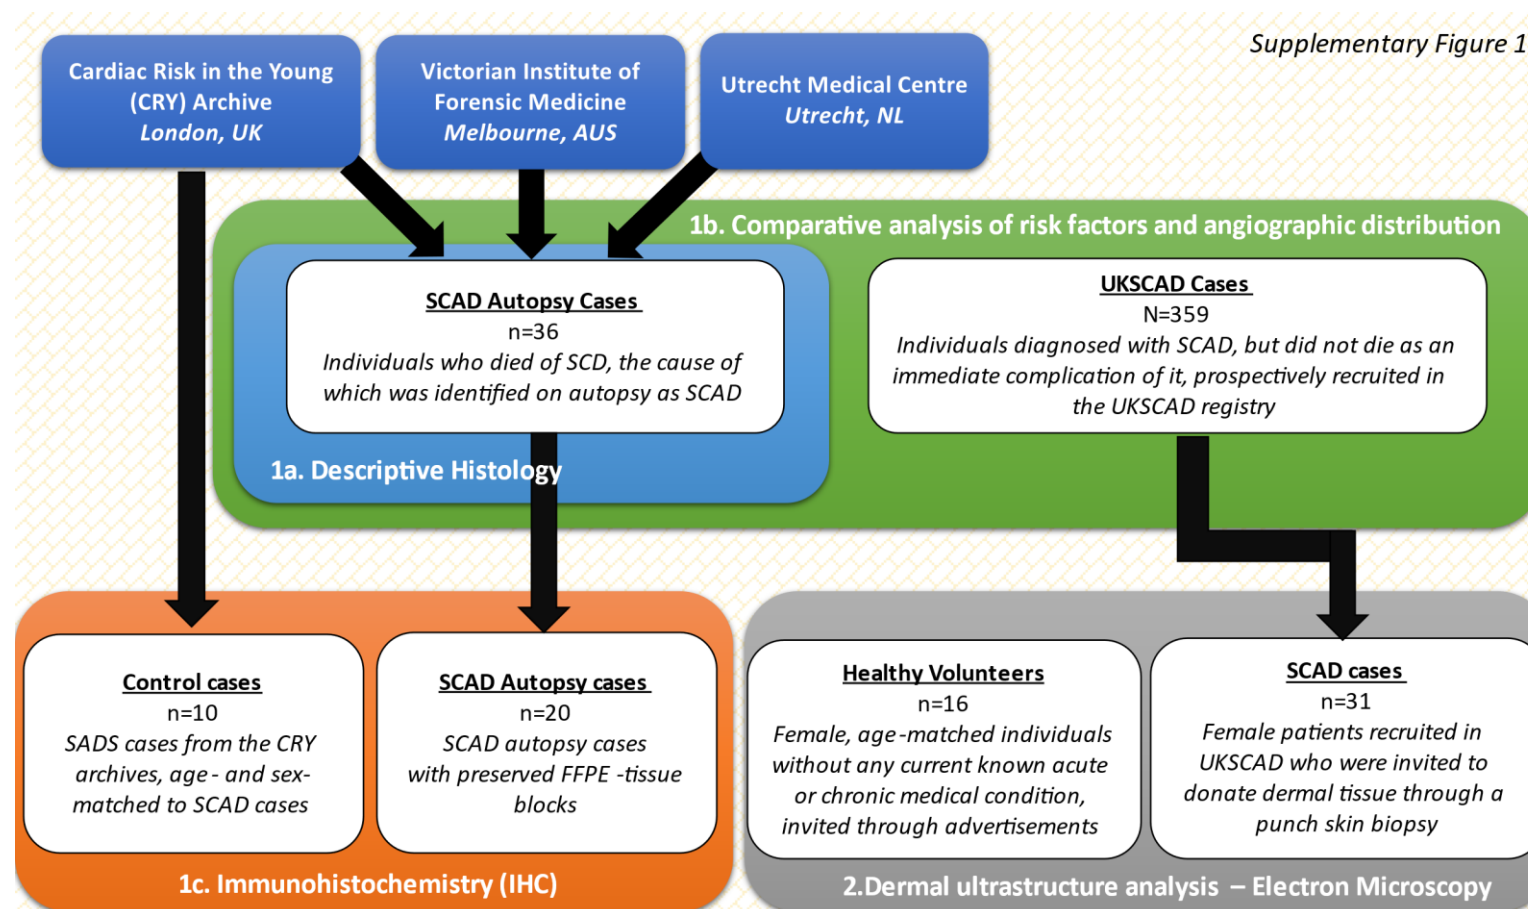 Supplementary Figure 1
Cardiac Risk in the Young
(CRY) Archive
London, UK
Victorian Institute of
Forensic Medicine
Melbourne, AUS
Utrecht Medical Centre
Utrecht, NL
1b. Comparative analysis of risk factors and angiographic distribution
SCAD Autopsy Cases
n=36
Individuals who died of SCD, the cause of
which was identified on autopsy as SCAD
1a. Descriptive Histology
UKSCAD Cases
N=359
Individuals diagnosed with SCAD, but did not die as an
immediate complication of it, prospectively recruited in
the UKSCAD registry
Control cases
n=10
SADS cases from the CRY
archives, age- and sex-
matched to SCAD cases
SCAD Autopsy cases
n=20
SCAD autopsy cases
with preserved FFPE -tissue
blocks
1c. Immunohistochemistry (IHC)
Healthy Volunteers
n=16
Female, age-matched individuals
without any current known acute
or chronic medical condition,
invited through advertisements
SCAD cases
n=31
Female patients recruited in
UKSCAD who were invited to
donate dermal tissue through a
punch skin biopsy
2.Dermal ultrastructure analysis – Electron Microscopy